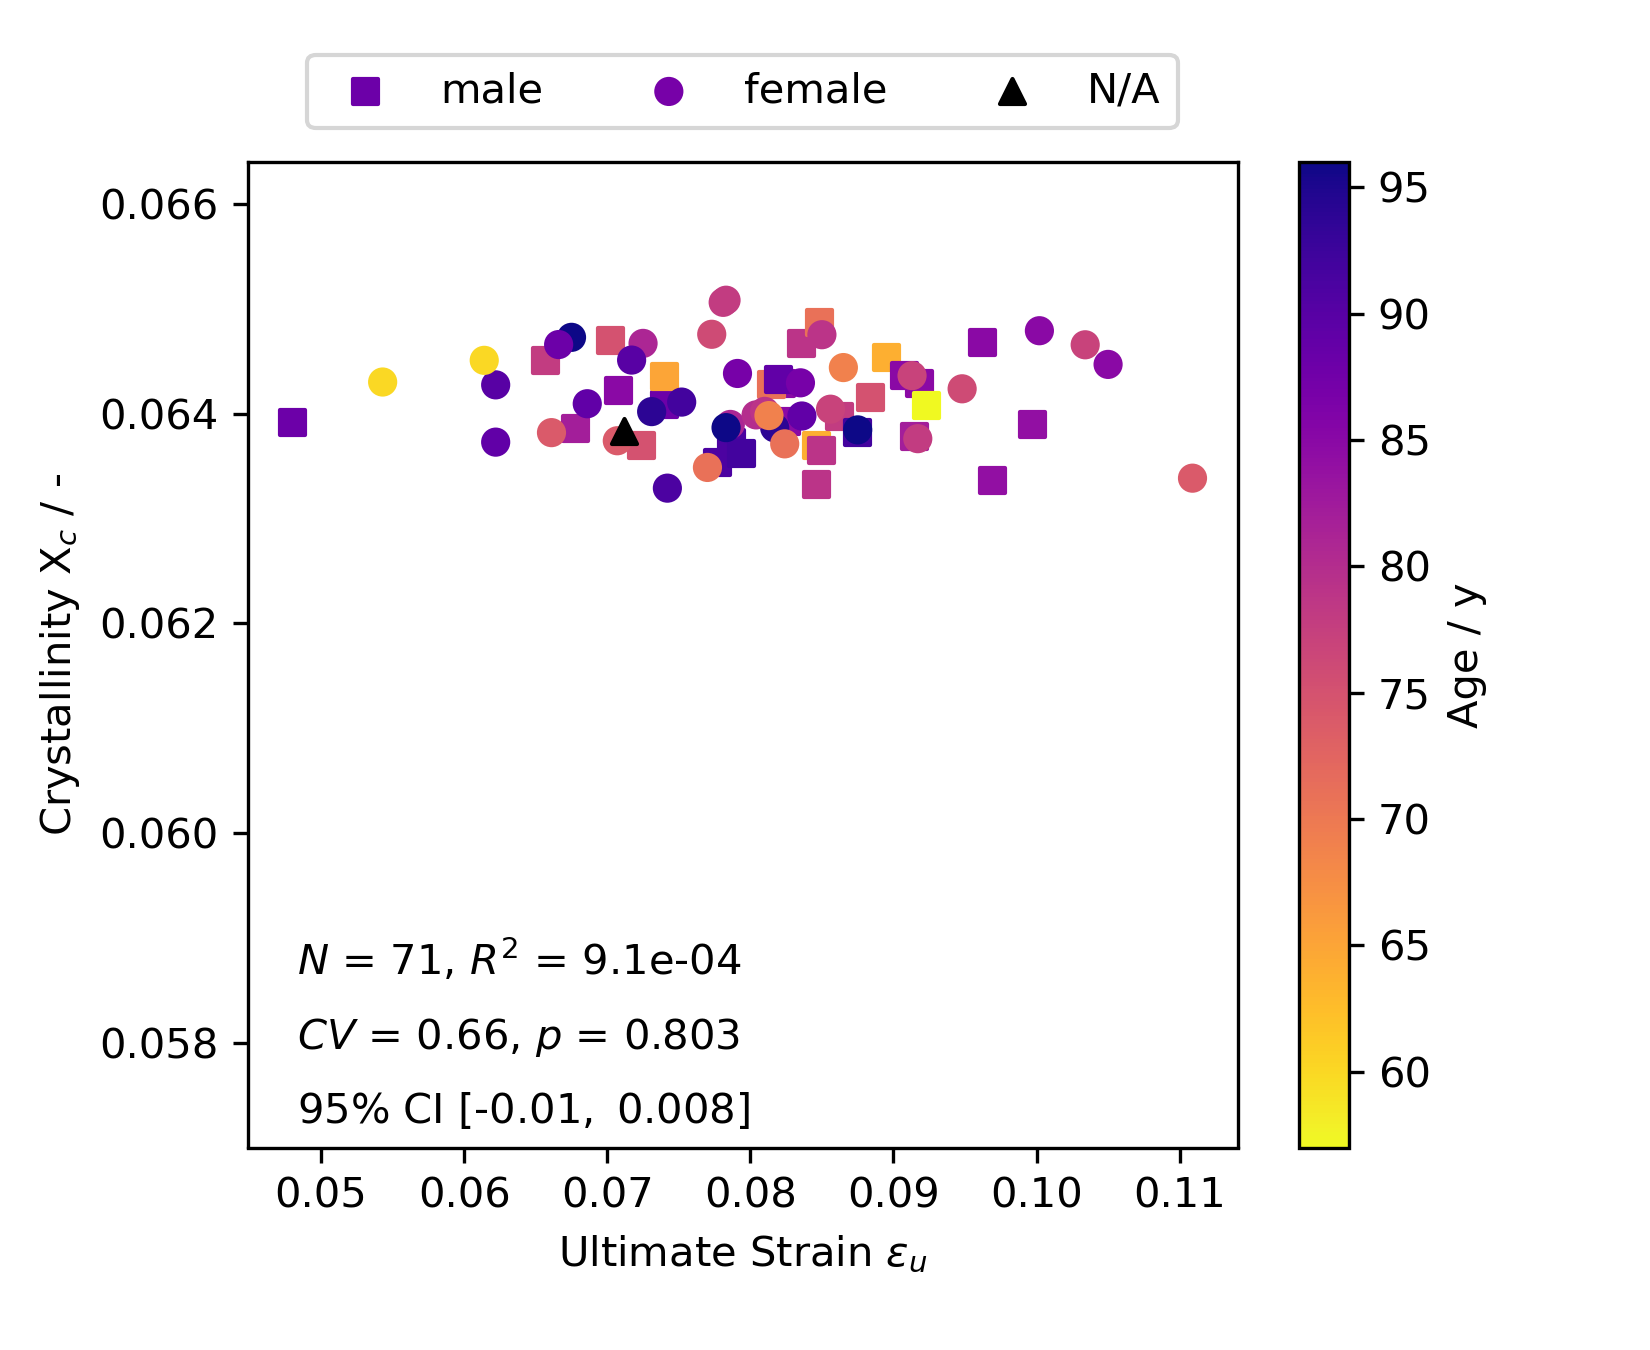 male female N/A
0.066
0.064
0.062
0.060
0.058
Crystallinity X_c / -
N = 71, R² = 9.1e-04
CV = 0.66, p = 0.803
95% CI [-0.01, 0.008]
0.05 0.06 0.07 0.08 0.09 0.10 0.11
Ultimate Strain ε_u
95
90
85
80
75
70
65
60
Age / y